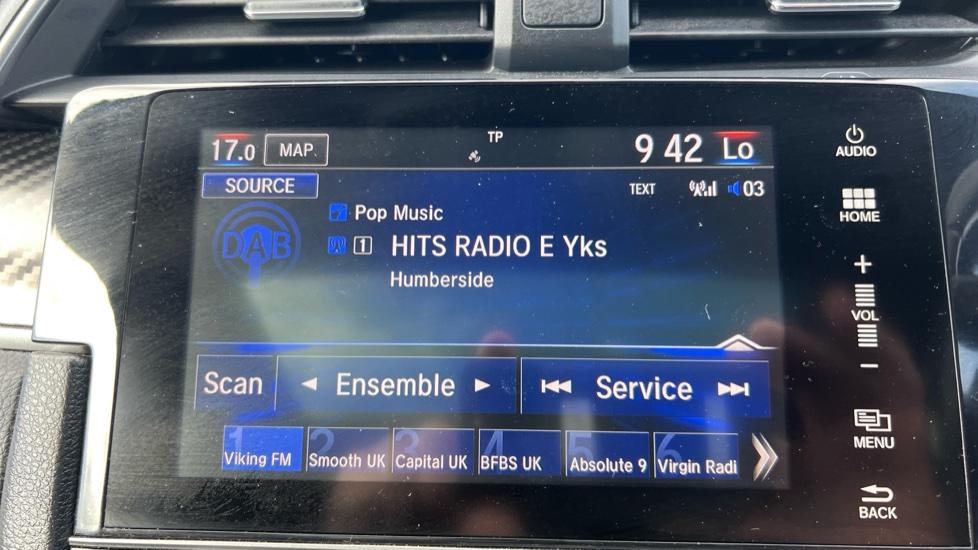 17.0 MAP TP 9 42 Lo
SOURCE TEXT 03
DAB Pop Music
1 HITS RADIO E Yks
Humberside
Scan Ensemble Service
1 Viking FM 2 Smooth UK 3 Capital UK 4 BFBS UK 5 Absolute 9 6 Virgin Radi
AUDIO
HOME
+
VOL
−
MENU
BACK